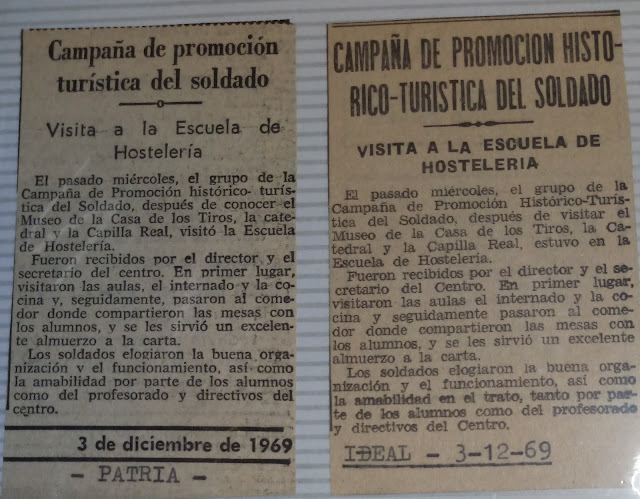 Campaña de promoción
turística del soldado
Visita a la Escuela de
Hostelería
El pasado miércoles, el grupo de la
Campaña de Promoción histórico- turís-
tica del Soldado, después de conocer el
Museo de la Casa de los Tiros, la cate-
dral y la Capilla Real, visitó la Escuela
de Hostelería.
Fueron recibidos por el director y el
secretario del centro. En primer lugar,
visitaron las aulas, el internado y la co-
cina y, seguidamente, pasaron al come-
dor donde compartieron las mesas con
los alumnos, y se les sirvió un excelen-
te almuerzo a la carta.
Los soldados elogiaron la buena orga-
nización y el funcionamiento, así como
la amabilidad por parte de los alumnos
como del profesorado y directivos del
centro.
3 de diciembre de 1969
- PATRIA -
CAMPAÑA DE PROMOCION HISTO-
RICO-TURISTICA DEL SOLDADO
VISITA A LA ESCUELA DE
HOSTELERIA
El pasado miércoles, el grupo de la
Campaña de Promoción Histórico-Turís-
tica del Soldado, después de visitar el
Museo de la Casa de los Tiros, la Ca-
tedral y la Capilla Real, estuvo en la
Escuela de Hostelería.
Fueron recibidos por el director y el se-
cretario del Centro. En primer lugar,
visitaron las aulas el internado y la co-
cina y seguidamente pasaron al come-
dor donde compartieron las mesas con
los alumnos, y se les sirvió un excelente
almuerzo a la carta.
Los soldados elogiaron la buena orga-
nización y el funcionamiento, así como
la amabilidad en el trato, tanto por par-
te de los alumnos como del profesorado
y directivos del Centro.
IDEAL - 3-12-69